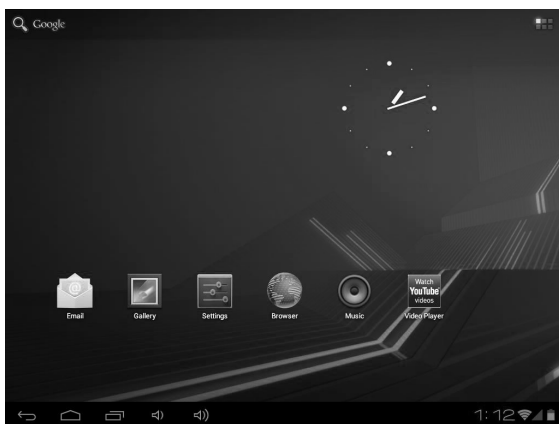 Google
Watch
YouTube
videos
Email Gallery Settings Browser Music Video Player
1:12